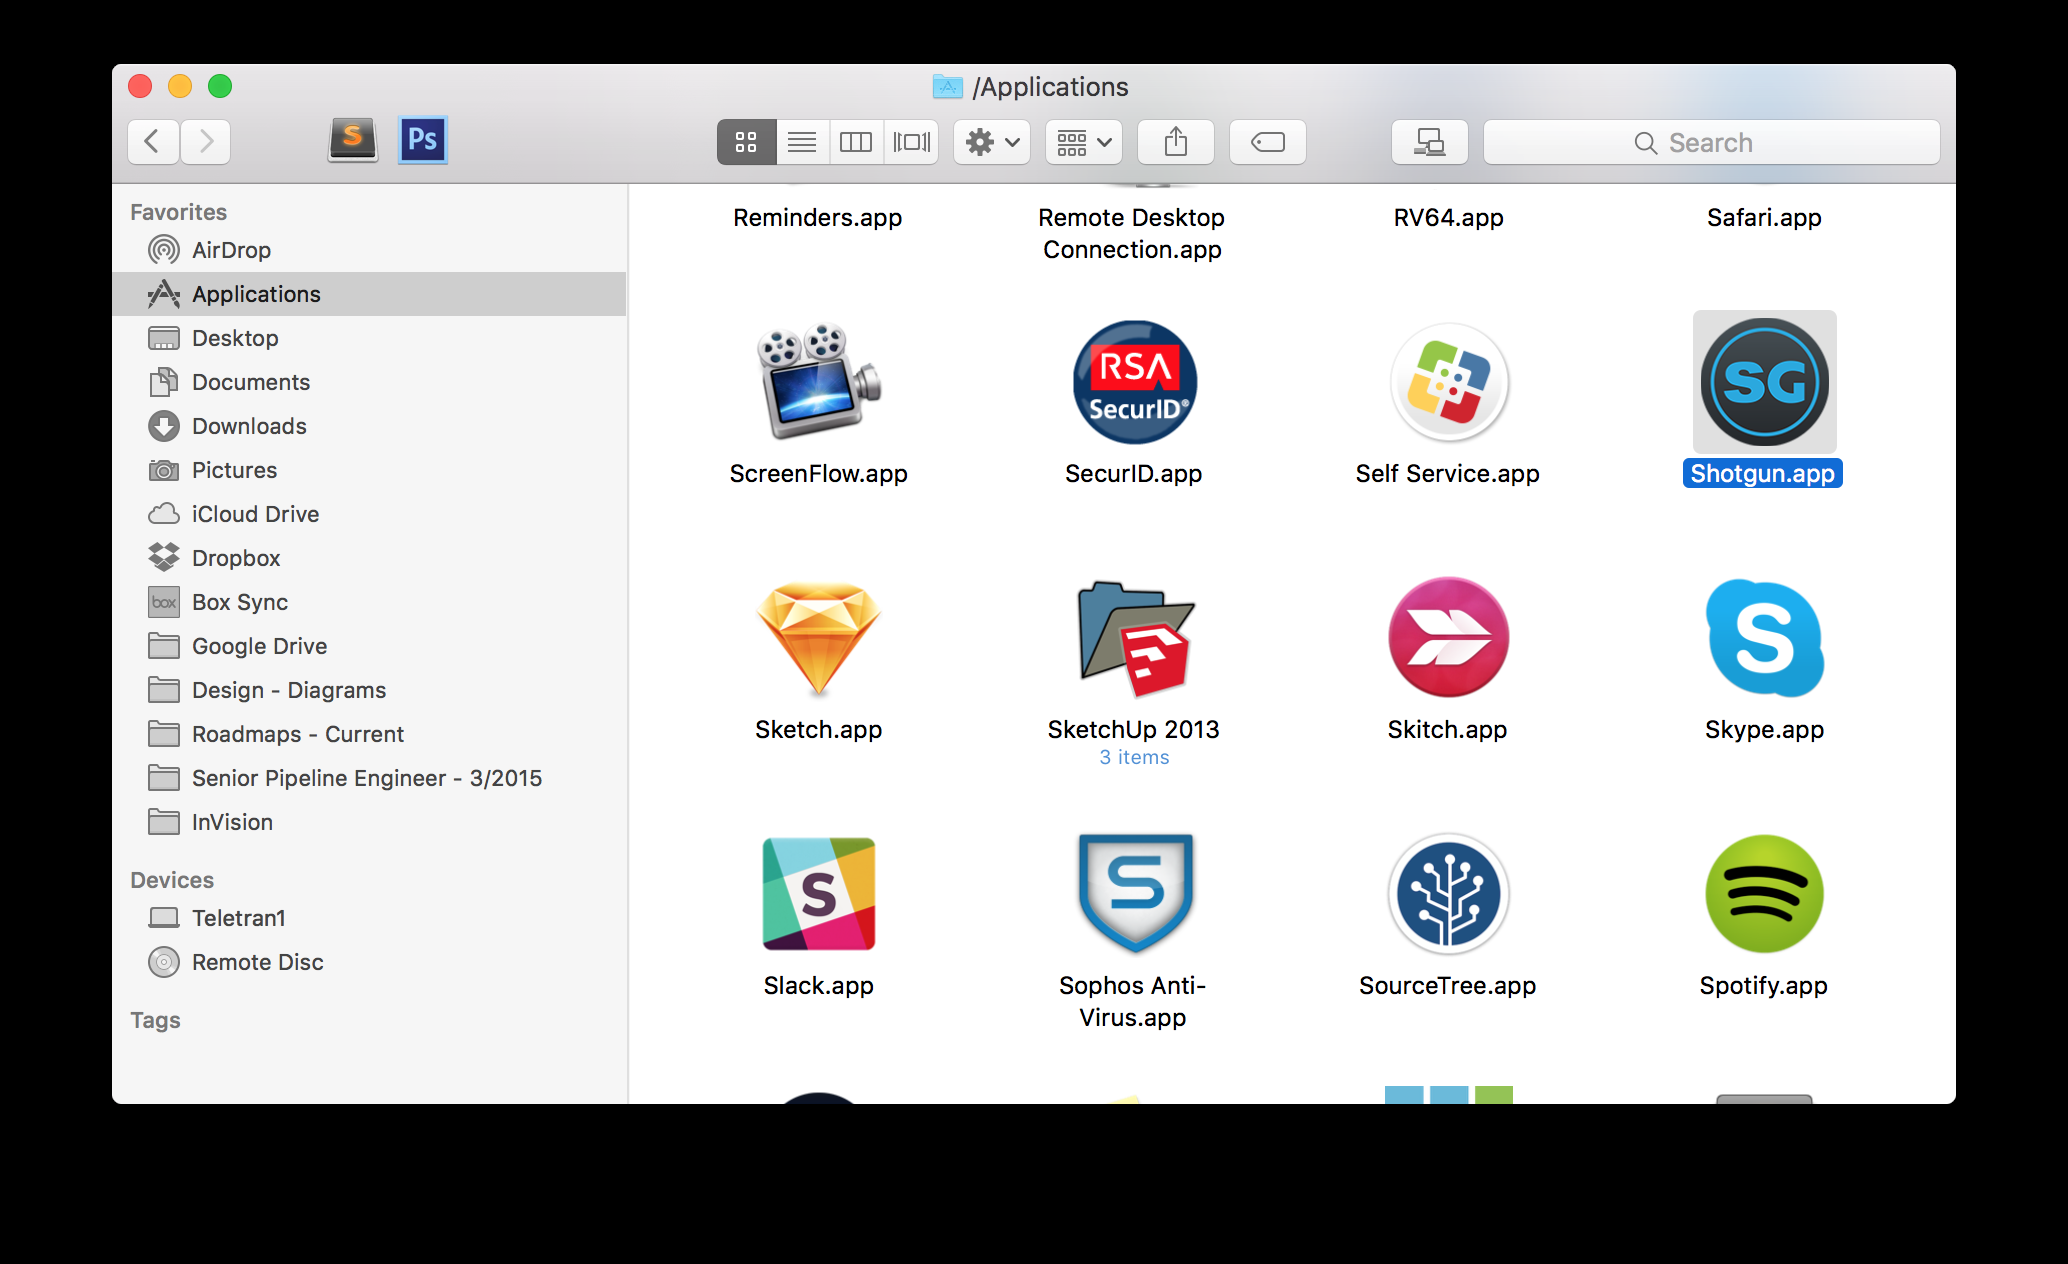 /Applications
S
Ps
Search
Favorites
AirDrop
Applications
Desktop
Documents
Downloads
Pictures
iCloud Drive
Dropbox
box
Box Sync
Google Drive
Design - Diagrams
Roadmaps - Current
Senior Pipeline Engineer - 3/2015
InVision
Devices
Teletran1
Remote Disc
Tags
Reminders.app
Remote Desktop
Connection.app
RV64.app
Safari.app
RSA
SecurID®
SG
ScreenFlow.app
SecurID.app
Self Service.app
Shotgun.app
S
Sketch.app
SketchUp 2013
3 items
Skitch.app
Skype.app
S
S
Slack.app
Sophos Anti-
Virus.app
SourceTree.app
Spotify.app